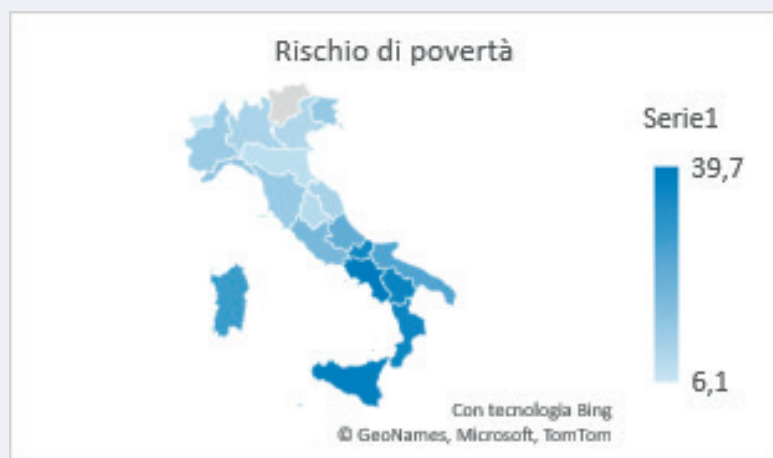 Rischio di povertà
Serie1
39,7
6,1
Con tecnologia Bing
© GeoNames, Microsoft, TomTom